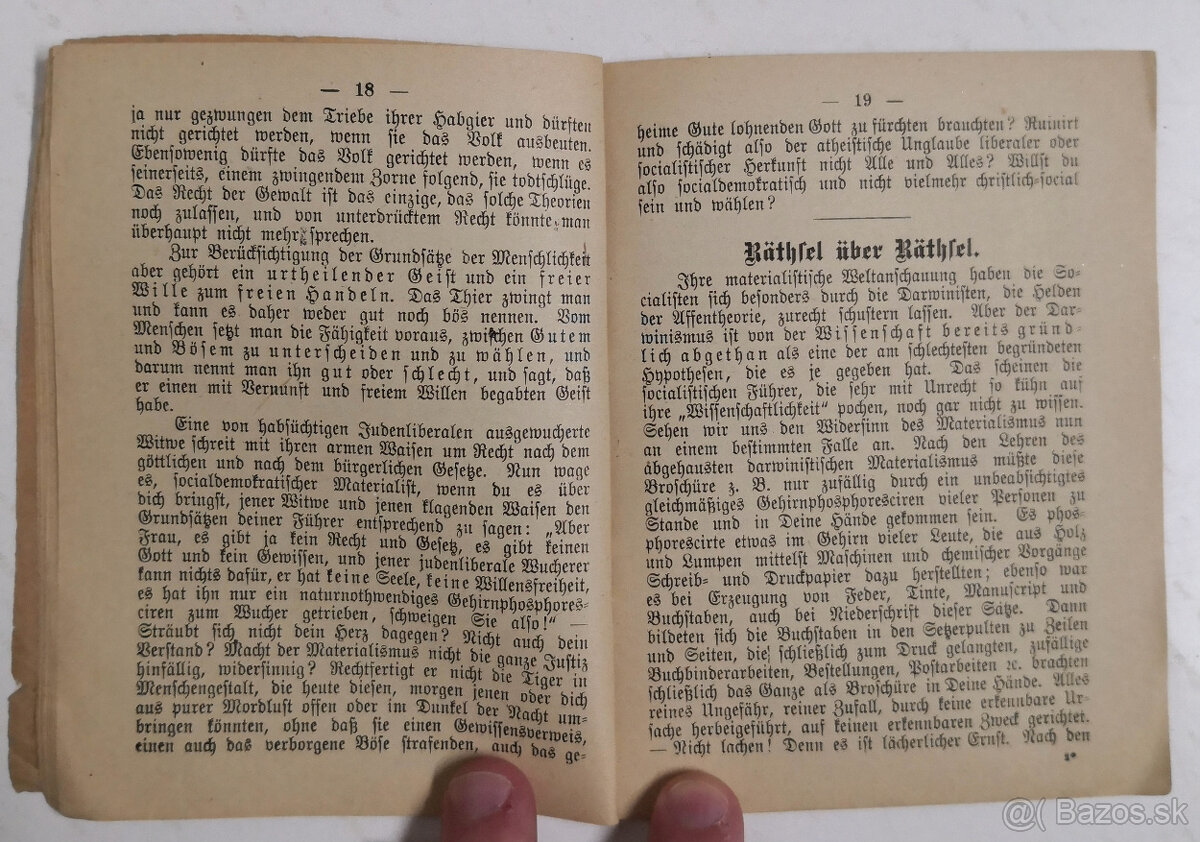 — 18 —
ja nur gezwungen dem Triebe ihrer Habgier und dürften
nicht gerichtet werden, wenn sie das Volk ausbeuten.
Ebensowenig dürfte das Volk gerichtet werden, wenn es
seinerseits, einem zwingendem Zorne folgend, sie todtschlüge.
Das Recht der Gewalt ist das einzige, das solche Theorien
noch zulassen, und von unterdrücktem Recht könnte man
überhaupt nicht mehr sprechen.
Zur Berücksichtigung der Grundsätze der Menschlichkeit
aber gehört ein urtheilender Geist und ein freier
Wille zum freien Handeln. Das Thier zwingt man
und kann es daher weder gut noch bös nennen. Vom
Menschen setzt man die Fähigkeit voraus, zwischen Gutem
und Bösem zu unterscheiden und zu wählen, und
darum nennt man ihn gut oder schlecht, und sagt, daß
er einen mit Vernunft und freiem Willen begabten Geist
habe.
Eine von habsüchtigen Judenliberalen ausgewucherte
Witwe schreit mit ihren armen Waisen um Recht nach dem
göttlichen und nach dem bürgerlichen Gesetze. Nun wage
es, socialdemokratischer Materialist, wenn du es über
dich bringst, jener Witwe und jenen klagenden Waisen den
Grundsätzen deiner Führer entsprechend zu sagen: „Aber
Frau, es gibt ja kein Recht und Gesetz, es gibt keinen
Gott und kein Gewissen, und jener judenliberale Wucherer
kann nichts dafür, er hat keine Seele, keine Willensfreiheit,
es hat ihn nur ein naturnothwendiges Gehirnphosphores-
ciren zum Wucher getrieben, schweigen Sie also!“ —
Sträubt sich nicht dein Herz dagegen? Nicht auch dein
Verstand? Macht der Materialismus nicht die ganze Justiz
hinfällig, widersinnig? Rechtfertigt er nicht die Tiger in
Menschengestalt, die heute diesen, morgen jenen oder dich
aus purer Mordlust offen oder im Dunkel der Nacht um-
bringen könnten, ohne daß sie einen Gewissensverweis,
einen auch das verborgene Böse strafenden, auch das ge-
— 19 —
heime Gute lohnenden Gott zu fürchten brauchten? Ruinirt
und schädigt also der atheistische Unglaube liberaler oder
socialistischer Herkunft nicht Alle und Alles? Willst du
also socialdemokratisch und nicht vielmehr christlich-social
sein und wählen?
Räthsel über Räthsel.
Ihre materialistische Weltanschauung haben die So-
cialisten sich besonders durch die Darwinisten, die Helden
der Affentheorie, zurecht schustern lassen. Aber der Dar-
winismus ist von der Wissenschaft bereits gründ-
lich abgethan als eine der am schlechtesten begründeten
Hypothesen, die es je gegeben hat. Das scheinen die
socialistischen Führer, die sehr mit Unrecht so kühn auf
ihre „Wissenschaftlichkeit“ pochen, noch gar nicht zu wissen.
Sehen wir uns den Widersinn des Materialismus nun
an einem bestimmten Falle an. Nach den Lehren des
abgehausten darwinistischen Materialismus müßte diese
Broschüre z. B. nur zufällig durch ein unbeabsichtigtes
gleichmäßiges Gehirnphosphoresciren vieler Personen zu
Stande und in Deine Hände gekommen sein. Es phos-
phorescirte etwas im Gehirn vieler Leute, die aus Holz
und Lumpen mittelst Maschinen und chemischer Vorgänge
Schreib- und Druckpapier dazu herstellten; ebenso war
es bei Erzeugung von Feder, Tinte, Manuscript und
Buchstaben, auch bei Niederschrift dieser Sätze. Dann
bildeten sich die Buchstaben in den Setzerpulten zu Zeilen
und Seiten, die schließlich zum Druck gelangten, zufällige
Buchbinderarbeiten, Bestellungen, Postarbeiten ꝛc. brachten
schließlich das Ganze als Broschüre in Deine Hände. Alles
reines Ungefähr, reiner Zufall, durch keine erkennbare Ur-
sache herbeigeführt, auf keinen erkennbaren Zweck gerichtet.
— Nicht lachen! Denn es ist lächerlicher Ernst. Nach den
@( Bazos.sk